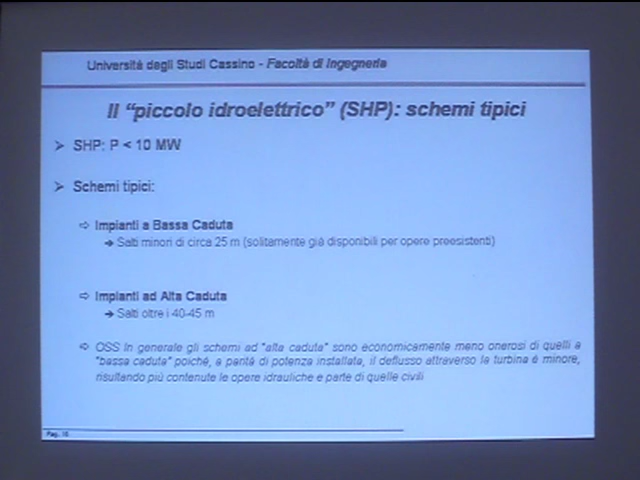 Università degli Studi Cassino - Facoltà di Ingegneria
Il "piccolo idroelettrico" (SHP): schemi tipici
➢ SHP: P < 10 MW
➢ Schemi tipici:
⇨ Impianti a Bassa Caduta
➔ Salti minori di circa 25 m (solitamente già disponibili per opere preesistenti)
⇨ Impianti ad Alta Caduta
➔ Salti oltre i 40-45 m
⇨ OSS In generale gli schemi ad "alta caduta" sono economicamente meno onerosi di quelli a
"bassa caduta" poiché, a parità di potenza installata, il deflusso attraverso la turbina è minore,
risultando più contenute le opere idrauliche e parte di quelle civili
Pag.